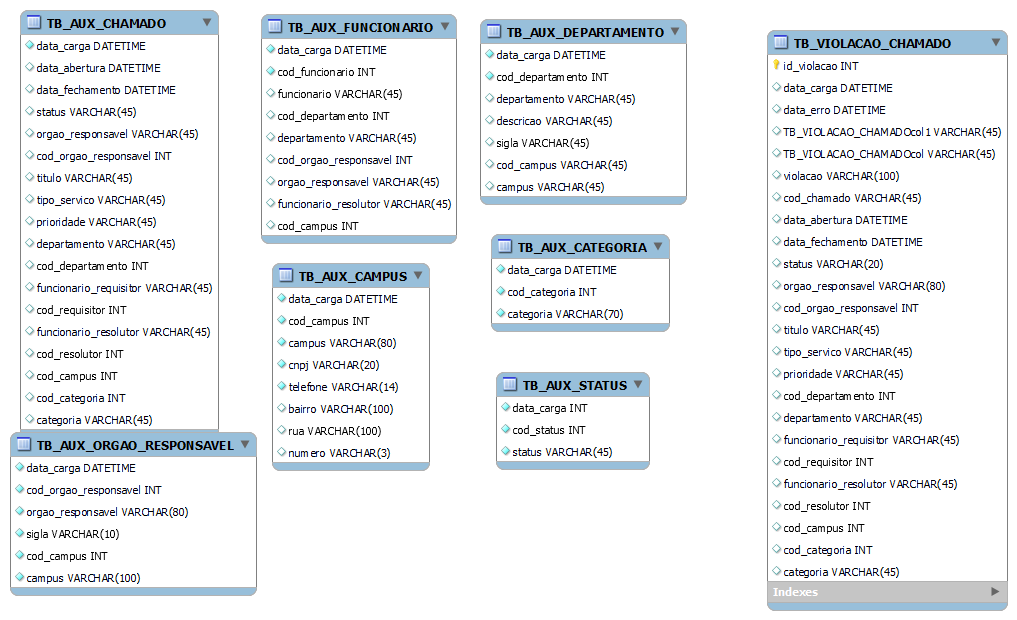 TB_AUX_CHAMADO
data_carga DATETIME
data_abertura DATETIME
data_fechamento DATETIME
status VARCHAR(45)
orgao_responsavel VARCHAR(45)
cod_orgao_responsavel INT
titulo VARCHAR(45)
tipo_servico VARCHAR(45)
prioridade VARCHAR(45)
departamento VARCHAR(45)
cod_departamento INT
funcionario_requisitor VARCHAR(45)
cod_requisitor INT
funcionario_resolutor VARCHAR(45)
cod_resolutor INT
cod_campus INT
cod_categoria INT
categoria VARCHAR(45)
TB_AUX_ORGAO_RESPONSAVEL
data_carga DATETIME
cod_orgao_responsavel INT
orgao_responsavel VARCHAR(80)
sigla VARCHAR(10)
cod_campus INT
campus VARCHAR(100)
TB_AUX_FUNCIONARIO
data_carga DATETIME
cod_funcionario INT
funcionario VARCHAR(45)
cod_departamento INT
departamento VARCHAR(45)
cod_orgao_responsavel INT
orgao_responsavel VARCHAR(45)
funcionario_resolutor VARCHAR(45)
cod_campus INT
TB_AUX_CAMPUS
data_carga DATETIME
cod_campus INT
campus VARCHAR(80)
cnpj VARCHAR(20)
telefone VARCHAR(14)
bairro VARCHAR(100)
rua VARCHAR(100)
numero VARCHAR(3)
TB_AUX_DEPARTAMENTO
data_carga DATETIME
cod_departamento INT
departamento VARCHAR(45)
descricao VARCHAR(45)
sigla VARCHAR(45)
cod_campus VARCHAR(45)
campus VARCHAR(45)
TB_AUX_CATEGORIA
data_carga DATETIME
cod_categoria INT
categoria VARCHAR(70)
TB_AUX_STATUS
data_carga INT
cod_status INT
status VARCHAR(45)
TB_VIOLACAO_CHAMADO
id_violacao INT
data_carga DATETIME
data_erro DATETIME
TB_VIOLACAO_CHAMADOcol1 VARCHAR(45)
TB_VIOLACAO_CHAMADOcol VARCHAR(45)
violacao VARCHAR(100)
cod_chamado VARCHAR(45)
data_abertura DATETIME
data_fechamento DATETIME
status VARCHAR(20)
orgao_responsavel VARCHAR(80)
cod_orgao_responsavel INT
titulo VARCHAR(45)
tipo_servico VARCHAR(45)
prioridade VARCHAR(45)
cod_departamento INT
departamento VARCHAR(45)
funcionario_requisitor VARCHAR(45)
cod_requisitor INT
funcionario_resolutor VARCHAR(45)
cod_resolutor INT
cod_campus INT
cod_categoria INT
categoria VARCHAR(45)
Indexes